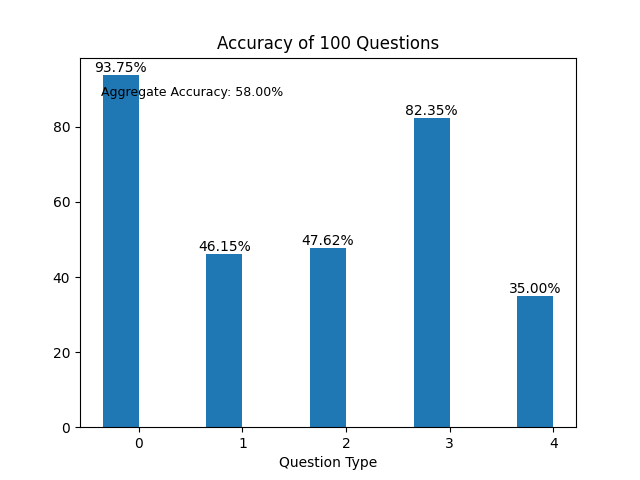 Accuracy of 100 Questions
93.75%
Aggregate Accuracy: 58.00%
82.35%
46.15%
47.62%
35.00%
80
60
40
20
0
0 1 2 3 4
Question Type